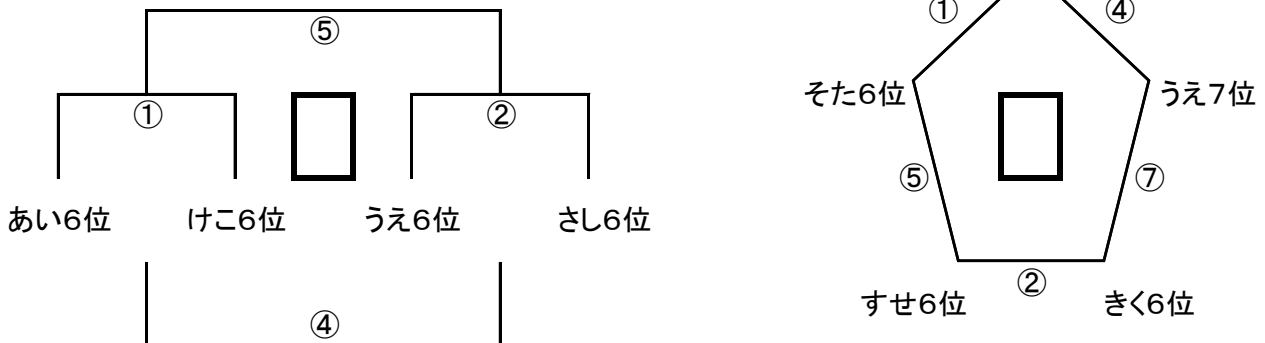 ⑤
① ②
あい6位 けこ6位 うえ6位 さし6位
④
① ④
そた6位 うえ7位
⑤ ⑦
②
すせ6位 きく6位